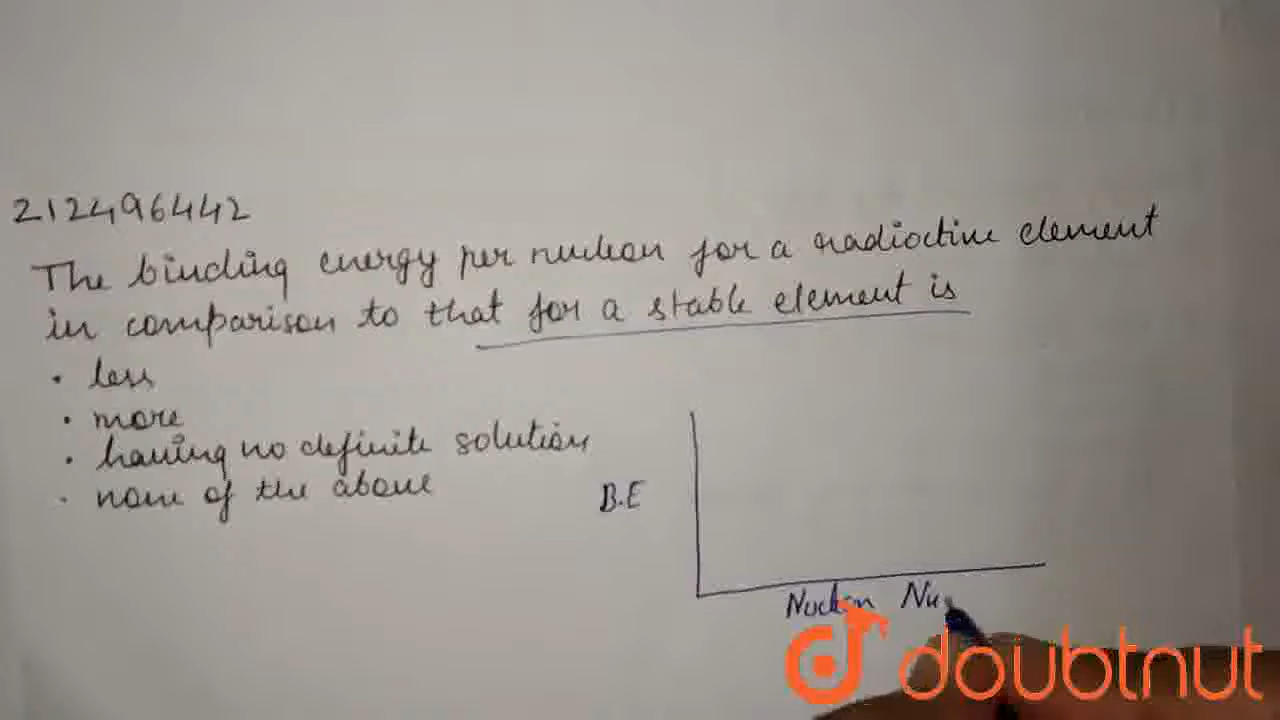 212496442
The binding energy per nucleon for a radioctive element
in comparison to that for a stable element is
• less
• more
• having no definite solution
• none of the above
B.E
Nucleon Nu
doubtnut